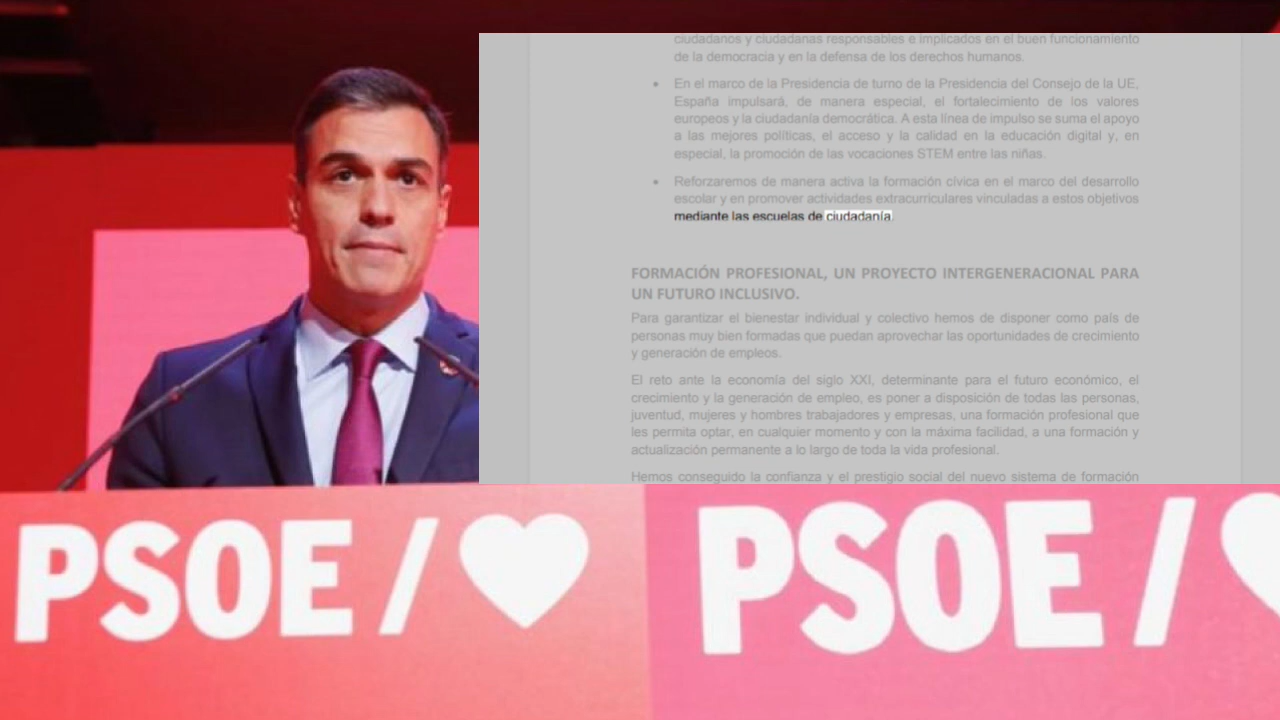 ciudadanos y ciudadanas responsables e implicados en el buen funcionamiento
de la democracia y en la defensa de los derechos humanos.
• En el marco de la Presidencia de turno de la Presidencia del Consejo de la UE,
España impulsará, de manera especial, el fortalecimiento de los valores
europeos y la ciudadanía democrática. A esta línea de impulso se suma el apoyo
a las mejores políticas, el acceso y la calidad en la educación digital y, en
especial, la promoción de las vocaciones STEM entre las niñas.
• Reforzaremos de manera activa la formación cívica en el marco del desarrollo
escolar y en promover actividades extracurriculares vinculadas a estos objetivos
mediante las escuelas de ciudadanía.
FORMACIÓN PROFESIONAL, UN PROYECTO INTERGENERACIONAL PARA
UN FUTURO INCLUSIVO.
Para garantizar el bienestar individual y colectivo hemos de disponer como país de
personas muy bien formadas que puedan aprovechar las oportunidades de crecimiento
y generación de empleos.
El reto ante la economía del siglo XXI, determinante para el futuro económico, el
crecimiento y la generación de empleo, es poner a disposición de todas las personas,
juventud, mujeres y hombres trabajadores y empresas, una formación profesional que
les permita optar, en cualquier momento y con la máxima facilidad, a una formación y
actualización permanente a lo largo de toda la vida profesional.
Hemos conseguido la confianza y el prestigio social del nuevo sistema de formación
PSOE / PSOE /